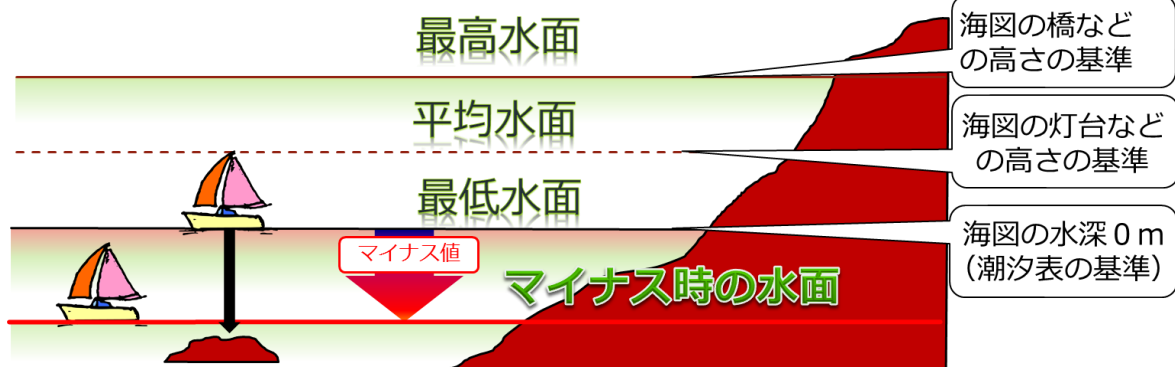 最高水面
海図の橋など
の高さの基準
平均水面
海図の灯台など
の高さの基準
最低水面
海図の水深０ｍ
（潮汐表の基準）
マイナス値
マイナス時の水面